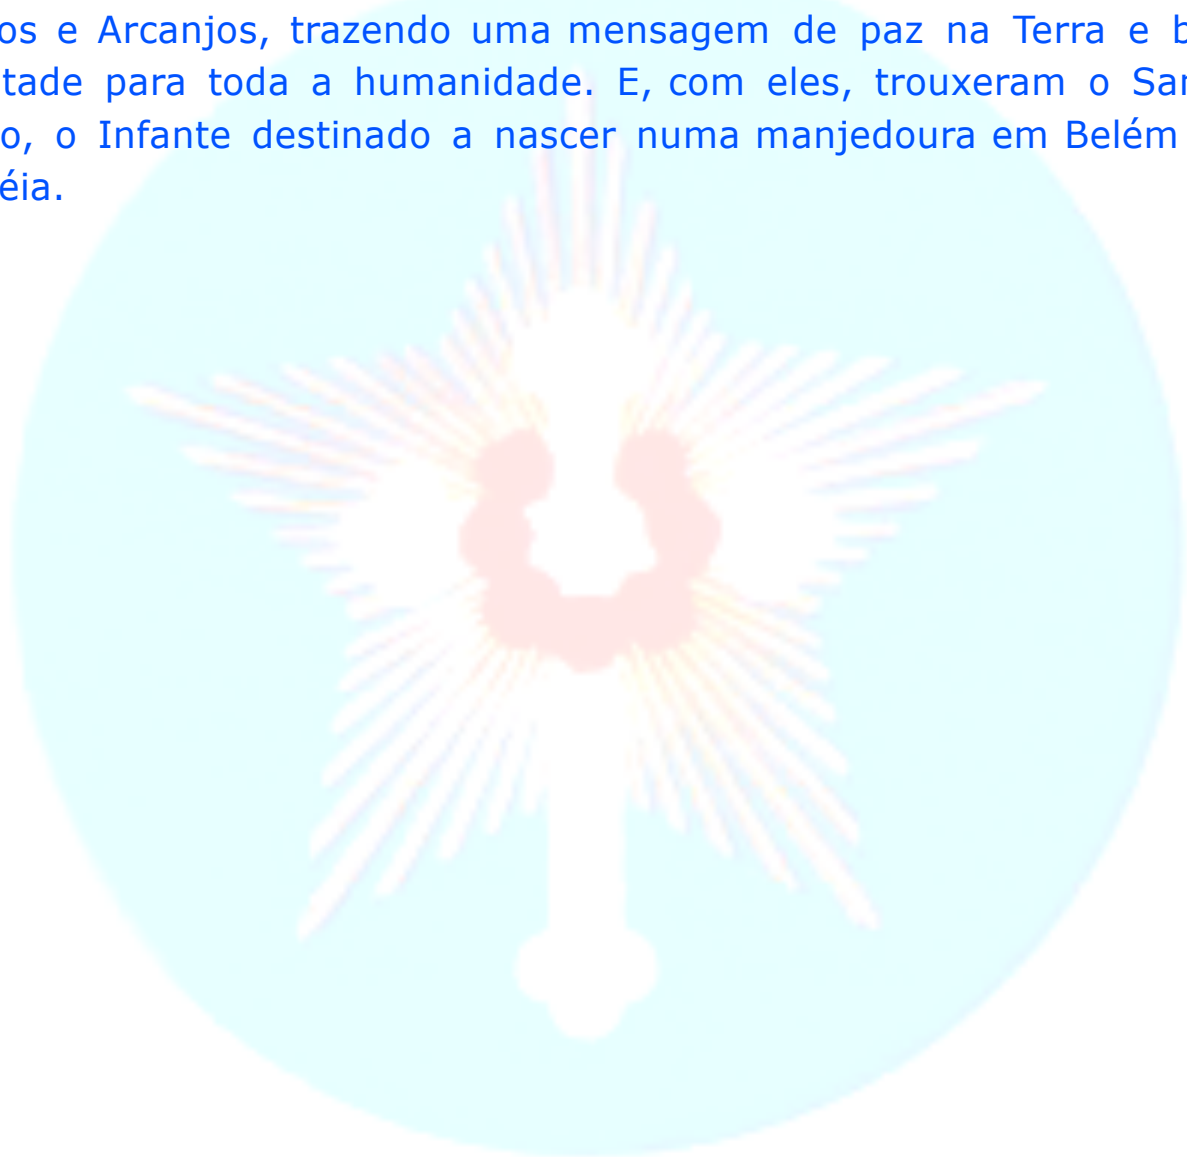 os e Arcanjos, trazendo uma mensagem de paz na Terra e b
tade para toda a humanidade. E, com eles, trouxeram o San
o, o Infante destinado a nascer numa manjedoura em Belém
éia.